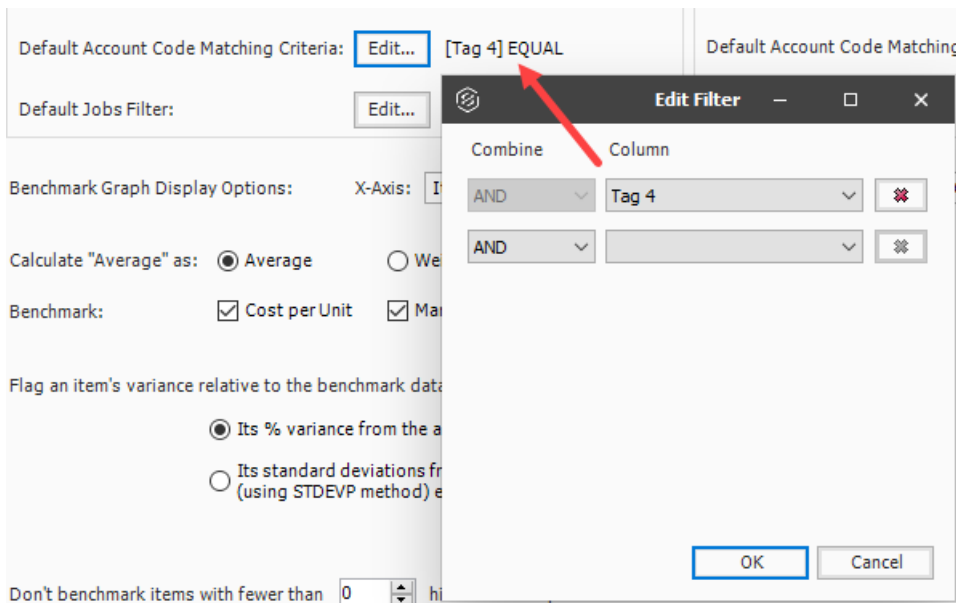 Default Account Code Matching Criteria: Edit... [Tag 4] EQUAL
Default Account Code Matching
Default Jobs Filter: Edit...
Edit Filter
Combine Column
AND Tag 4
AND
OK Cancel
Benchmark Graph Display Options: X-Axis:
Calculate "Average" as: Average
Benchmark: Cost per Unit
Flag an item's variance relative to the benchmark data
Its % variance from the
Its standard deviations
(using STDEVP method)
Don't benchmark items with fewer than 0